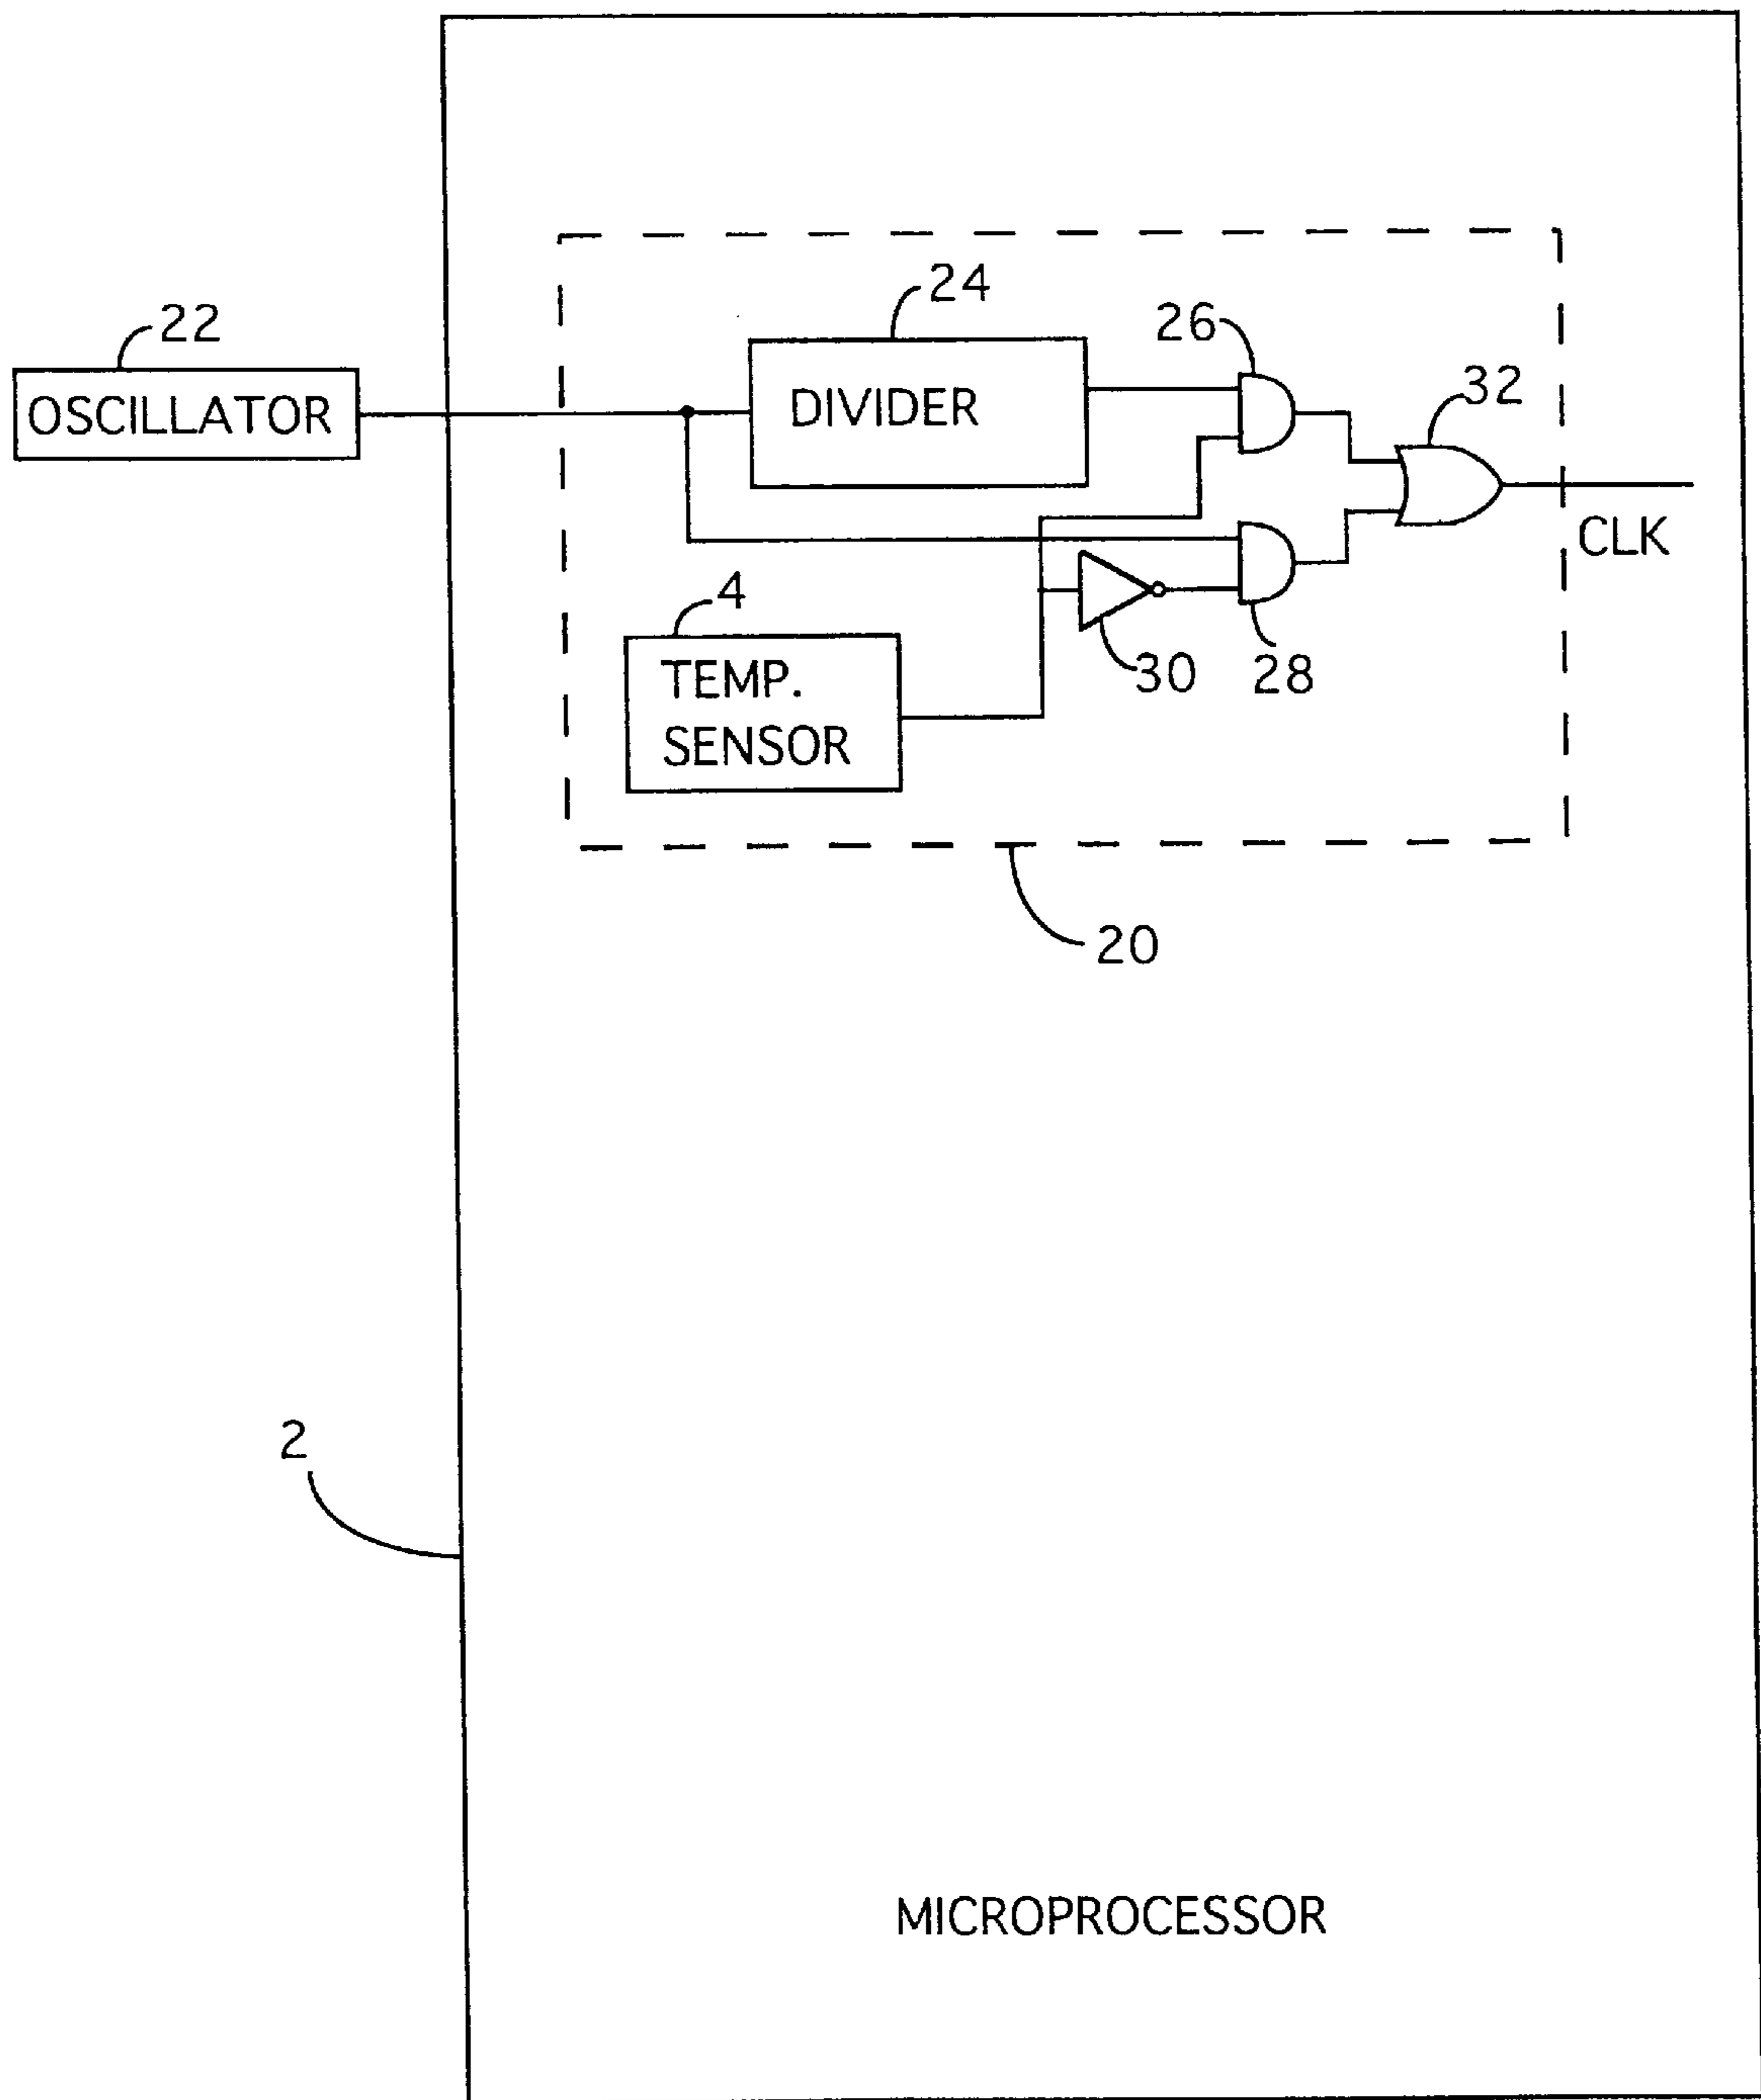 24
22
26
32
OSCILLATOR
DIVIDER
CLK
4
30
28
TEMP.
SENSOR
20
2
MICROPROCESSOR